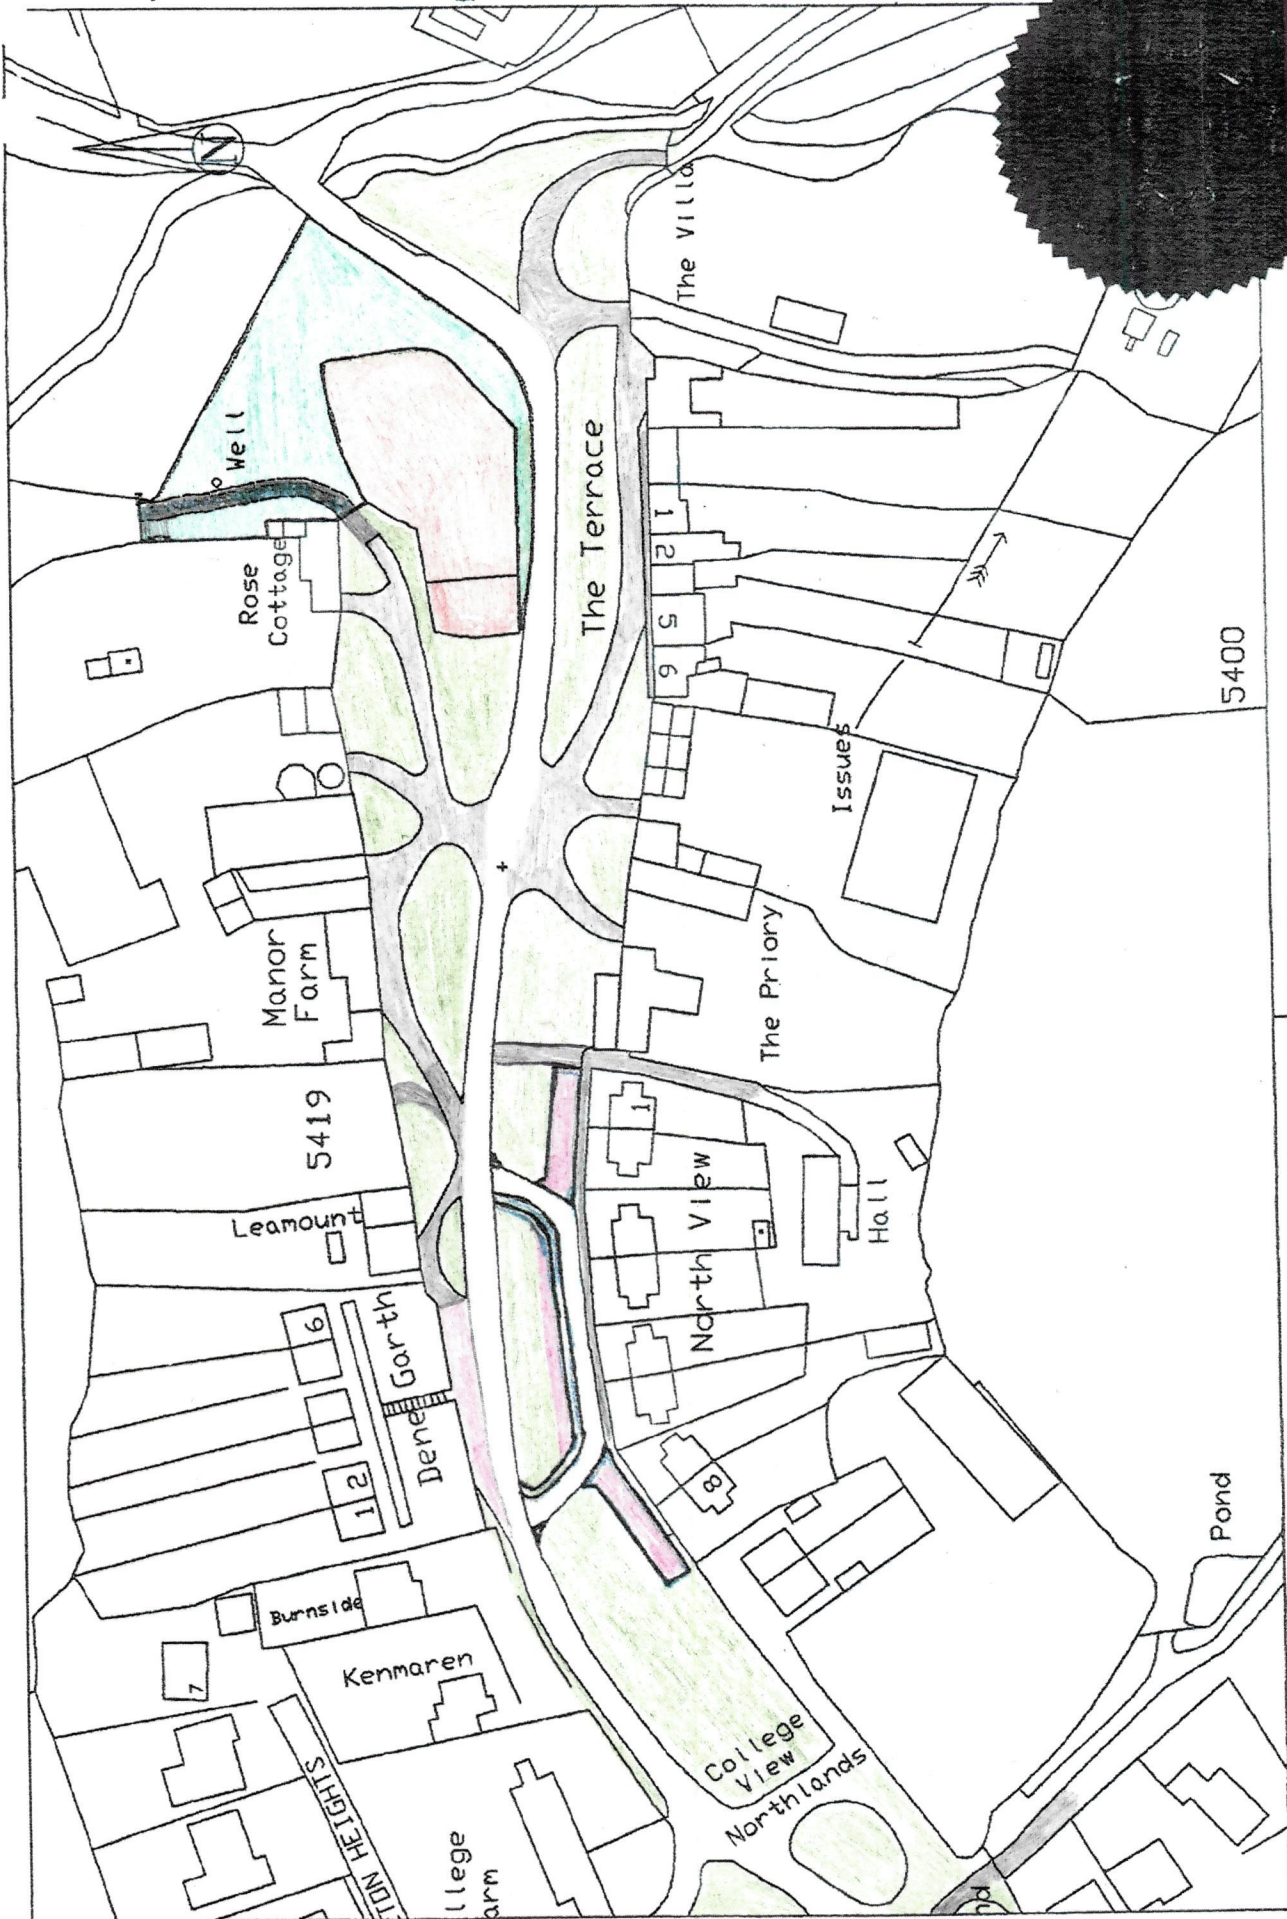 N
The Villa
Well
Rose
Cottage
The Terrace
1
2
5
6
5400
Issues
Manor
Farm
The Priory
5419
1
North View
Hall
Leamount
6
Dene Garth
1 2
8
Pond
Burnside
Kenmaren
7
College
View
Northlands
TON HEIGHTS
llege
arm